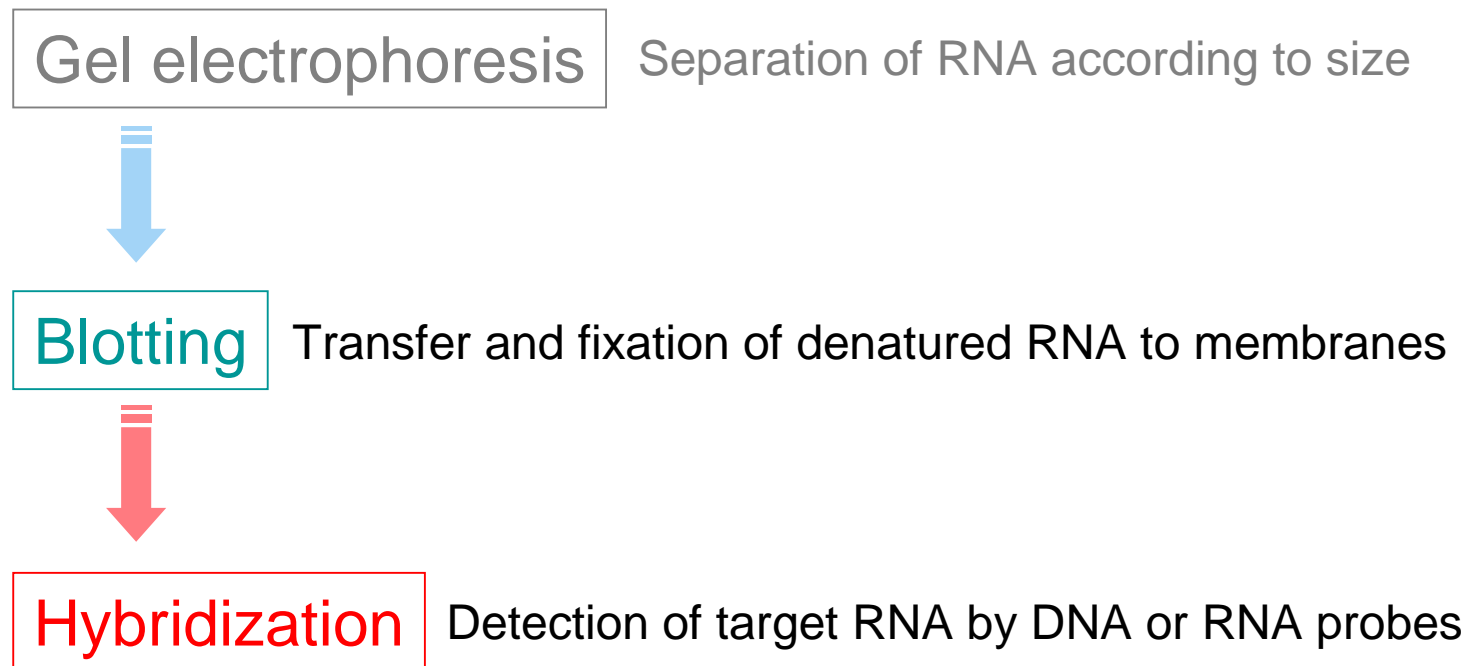 Gel electrophoresis Separation of RNA according to size
Blotting Transfer and fixation of denatured RNA to membranes
Hybridization Detection of target RNA by DNA or RNA probes